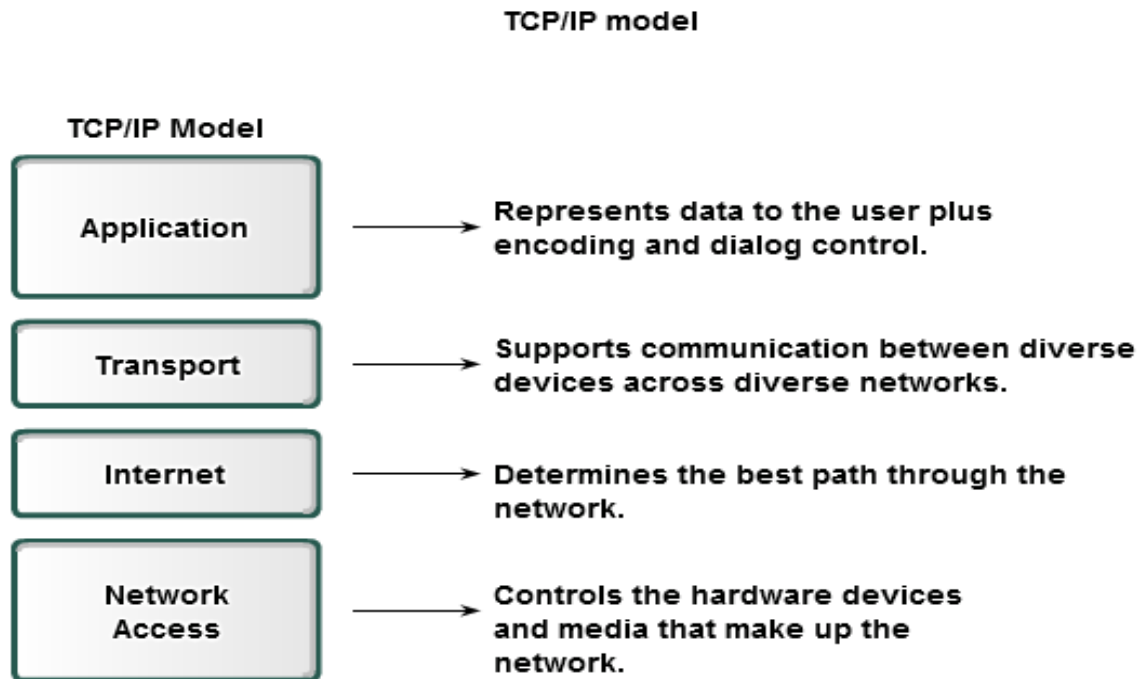 TCP/IP model
TCP/IP Model
Application
Represents data to the user plus
encoding and dialog control.
Transport
Supports communication between diverse
devices across diverse networks.
Internet
Determines the best path through the
network.
Network
Access
Controls the hardware devices
and media that make up the
network.